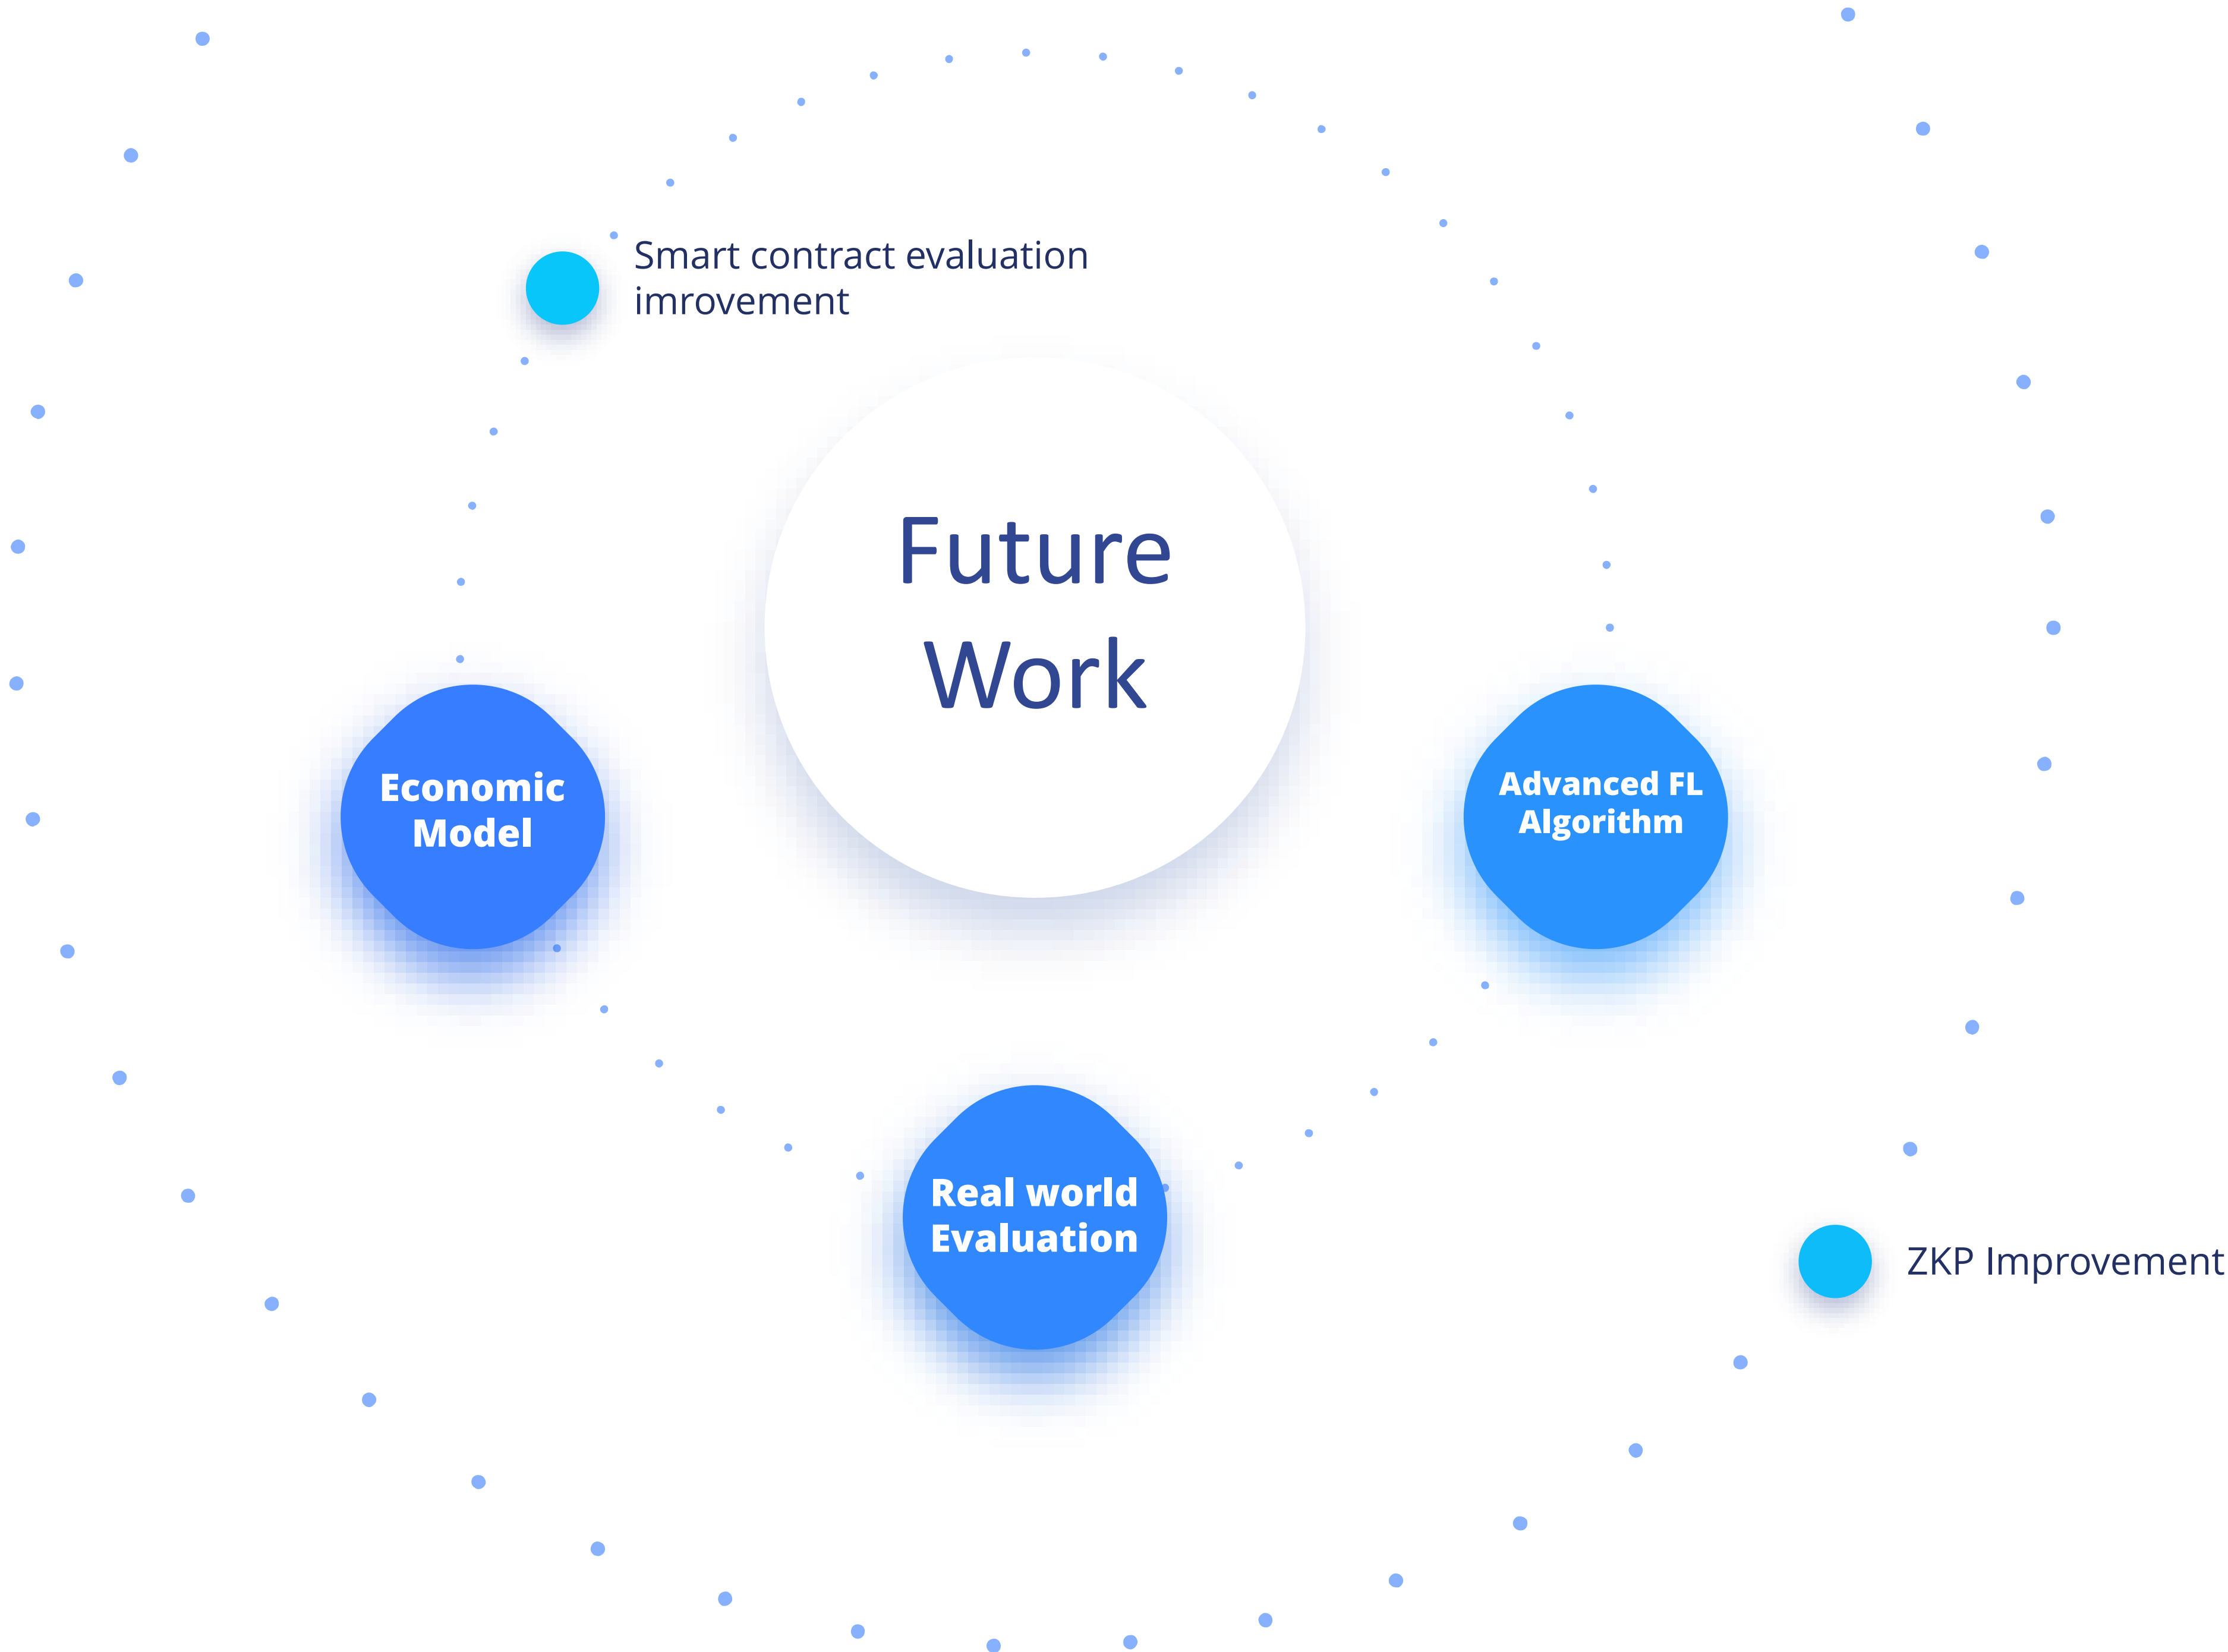 Smart contract evaluation
imrovement
Future
Work
Economic
Model
Advanced FL
Algorithm
Real world
Evaluation
ZKP Improvement